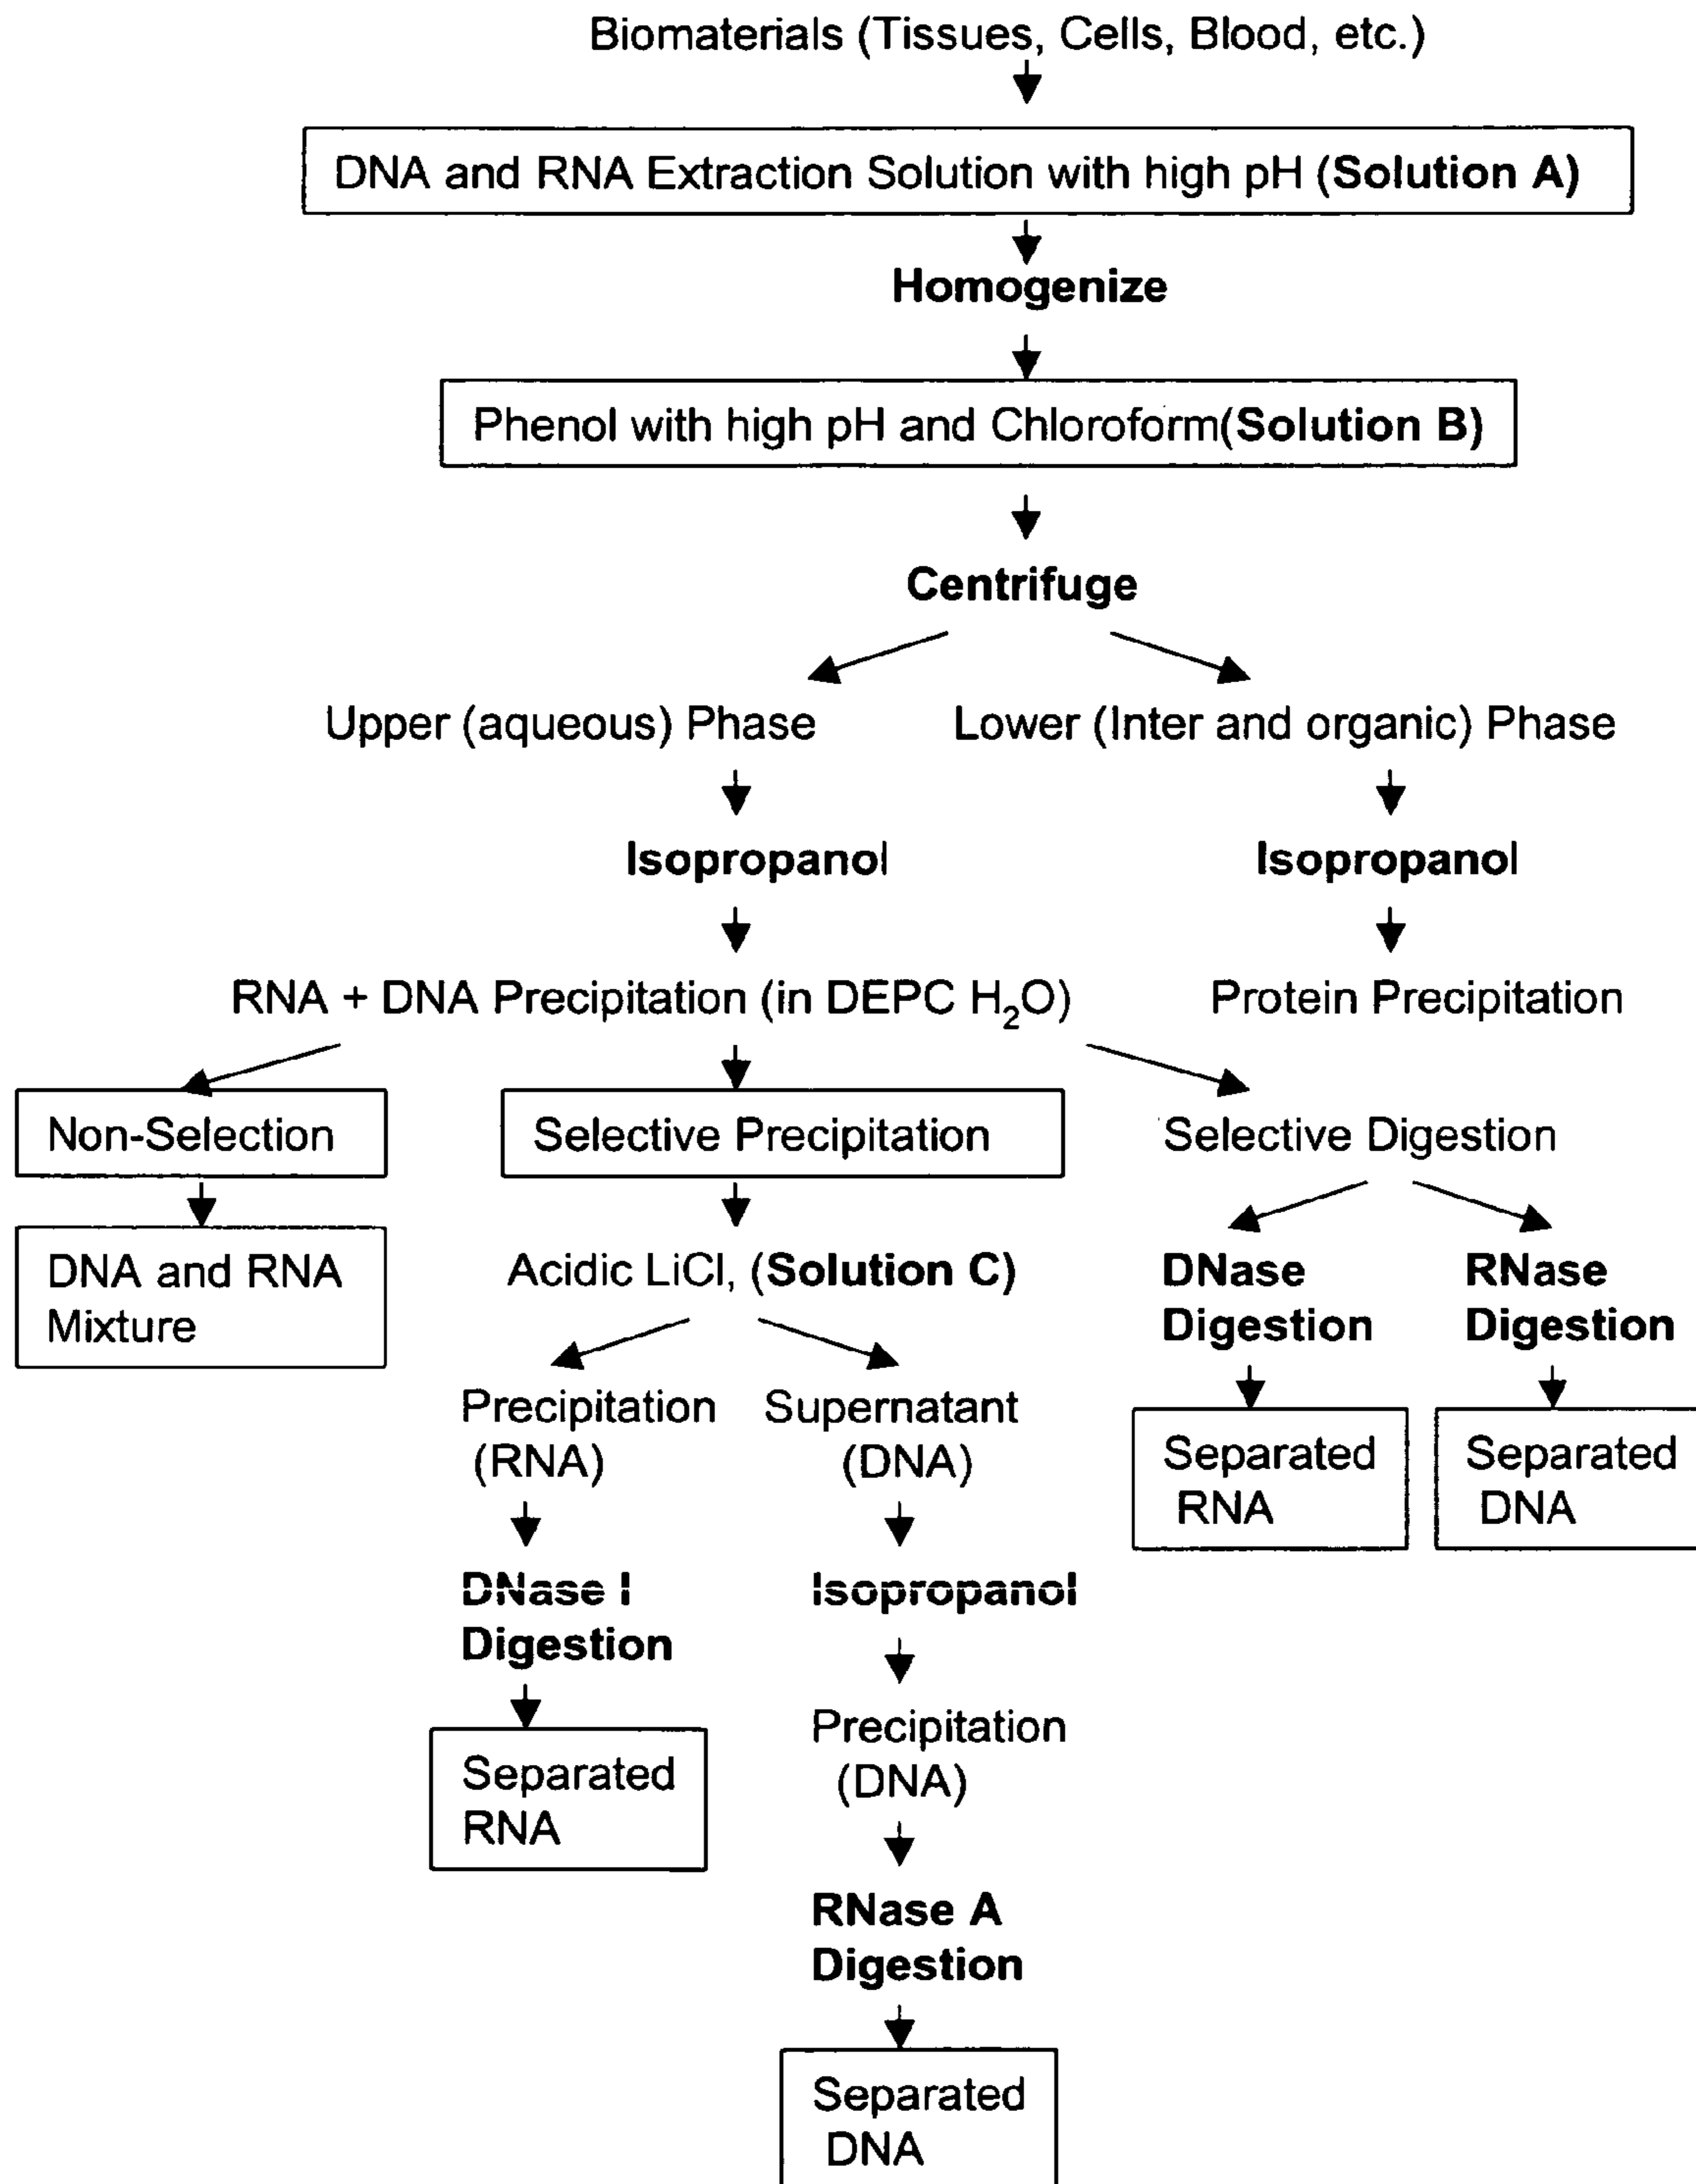 Biomaterials (Tissues, Cells, Blood, etc.)
DNA and RNA Extraction Solution with high pH (Solution A)
Homogenize
Phenol with high pH and Chloroform(Solution B)
Centrifuge
Upper (aqueous) Phase
Lower (Inter and organic) Phase
Isopropanol
Isopropanol
RNA + DNA Precipitation (in DEPC H₂O)
Protein Precipitation
Non-Selection
Selective Precipitation
Selective Digestion
DNA and RNA
Mixture
Acidic LiCl, (Solution C)
DNase
Digestion
RNase
Digestion
Precipitation
(RNA)
Supernatant
(DNA)
Separated
RNA
Separated
DNA
DNase I
Digestion
Isopropanol
Separated
RNA
Precipitation
(DNA)
RNase A
Digestion
Separated
DNA